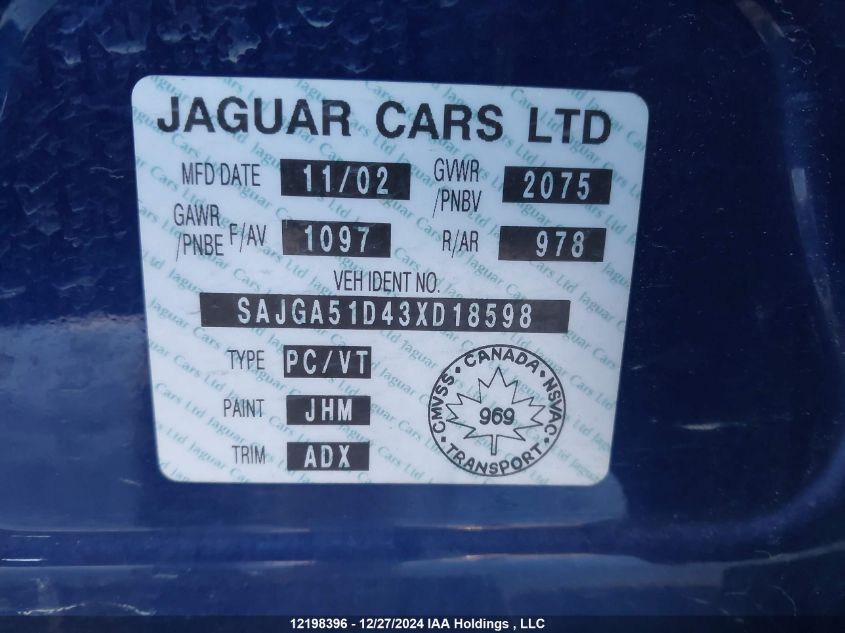 JAGUAR CARS LTD
MFD DATE 11/02 GVWR /PNBV 2075
GAWR /PNBE F/AV 1097 R/AR 978
VEH IDENT NO.
SAJGA51D43XD18598
TYPE PC/VT
PAINT JHM
TRIM ADX
CMVSS • CANADA • NSVAC • TRANSPORT •
969
12198396 - 12/27/2024 IAA Holdings , LLC